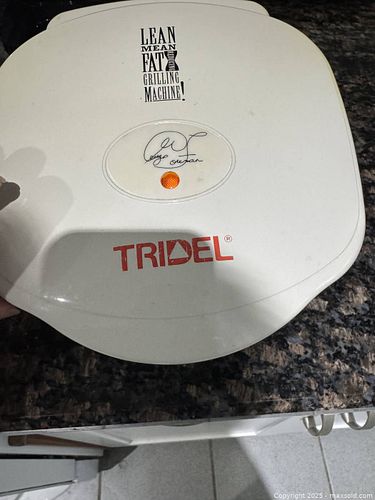 LEAN
MEAN
FAT
GRILLING
MACHINE!
TRIDEL®
Copyright 2025 - maxsold.com